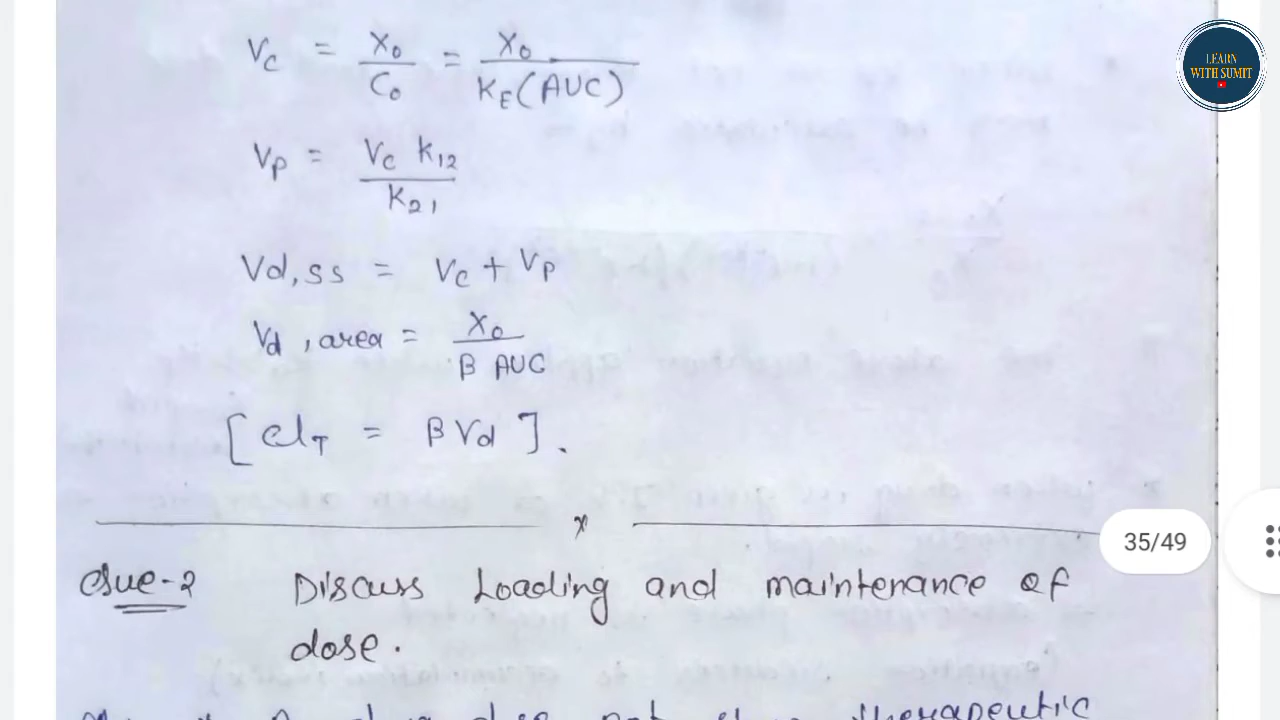 LEARN
WITH SUMIT
Vc = X0/C0 = X0/KE(AUC)
Vp = Vc k12/K21
Vd,ss = Vc + Vp
Vd, area = X0/β AUC
[ClT = β Vd].
x
35/49
Que-2 Discuss Loading and maintenance of
dose.
therapeutic